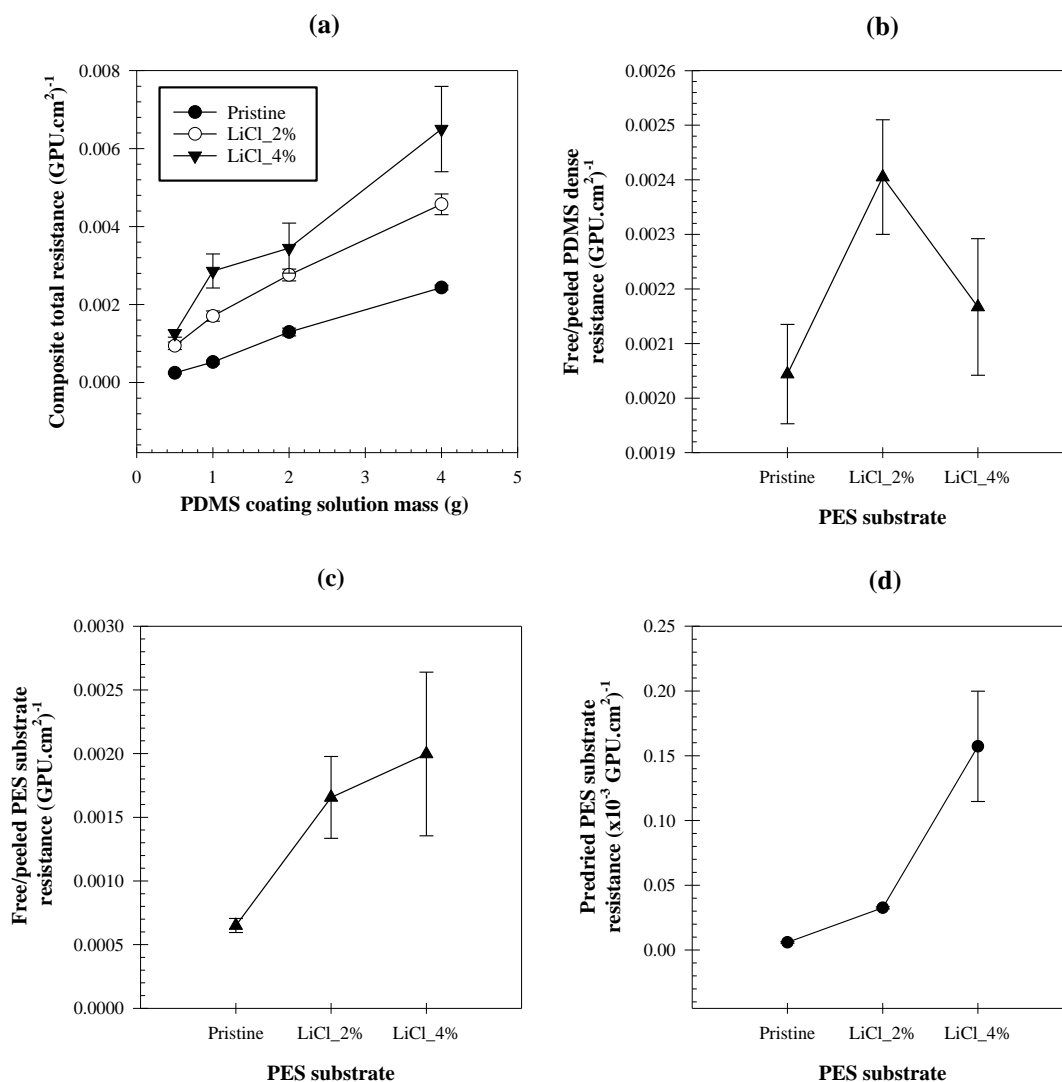 (a)
Composite total resistance (GPU.cm²)⁻¹
0.008
0.006
0.004
0.002
0.000
Pristine
LiCl_2%
LiCl_4%
0 1 2 3 4 5
PDMS coating solution mass (g)
(b)
Free/peeled PDMS dense
resistance (GPU.cm²)⁻¹
0.0026
0.0025
0.0024
0.0023
0.0022
0.0021
0.0020
0.0019
Pristine LiCl_2% LiCl_4%
PES substrate
(c)
Free/peeled PES substrate
resistance (GPU.cm²)⁻¹
0.0030
0.0025
0.0020
0.0015
0.0010
0.0005
0.0000
Pristine LiCl_2% LiCl_4%
PES substrate
(d)
Predried PES substrate
resistance (x10⁻³ GPU.cm²)⁻¹
0.25
0.20
0.15
0.10
0.05
0.00
Pristine LiCl_2% LiCl_4%
PES substrate